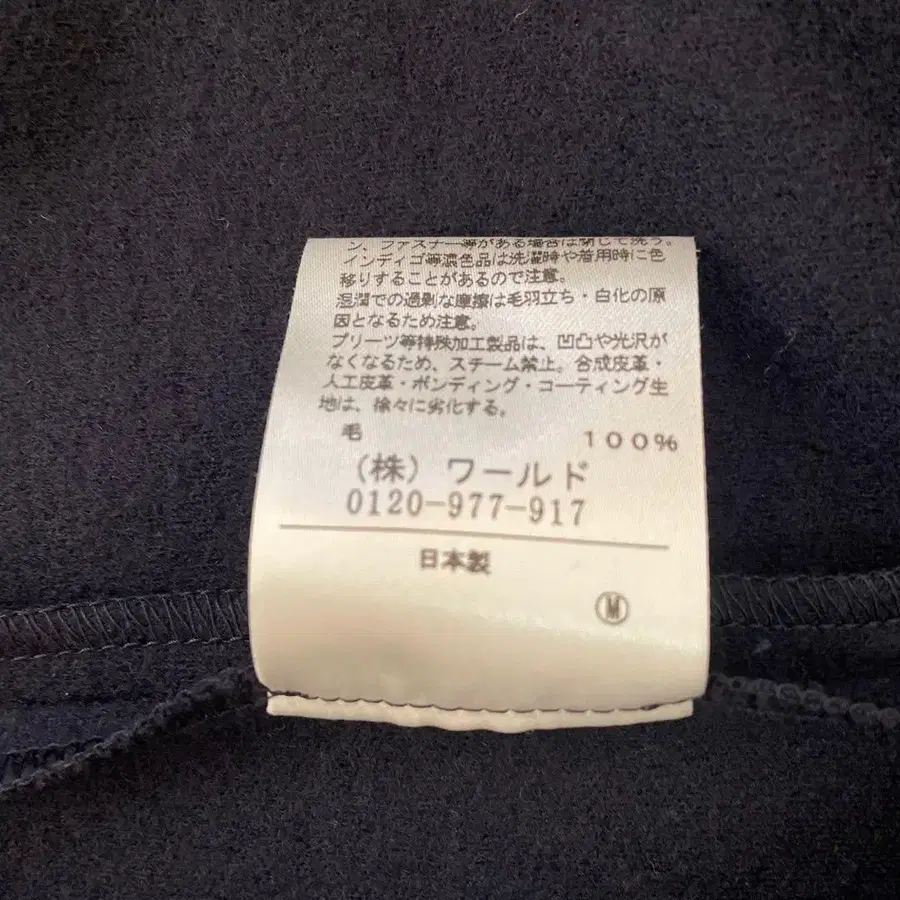 ン、ファスナー等がある場合は閉じて洗う。
インディゴ等濃色品は洗濯時や着用時に色
移りすることがあるので注意。
湿潤での過剰な摩擦は毛羽立ち・白化の原
因となるため注意。
プリーツ等特殊加工製品は、凹凸や光沢が
なくなるため、スチーム禁止。合成皮革・
人工皮革・ボンディング・コーティング生
地は、徐々に劣化する。
毛 100%
(株) ワールド
0120-977-917
日本製
M